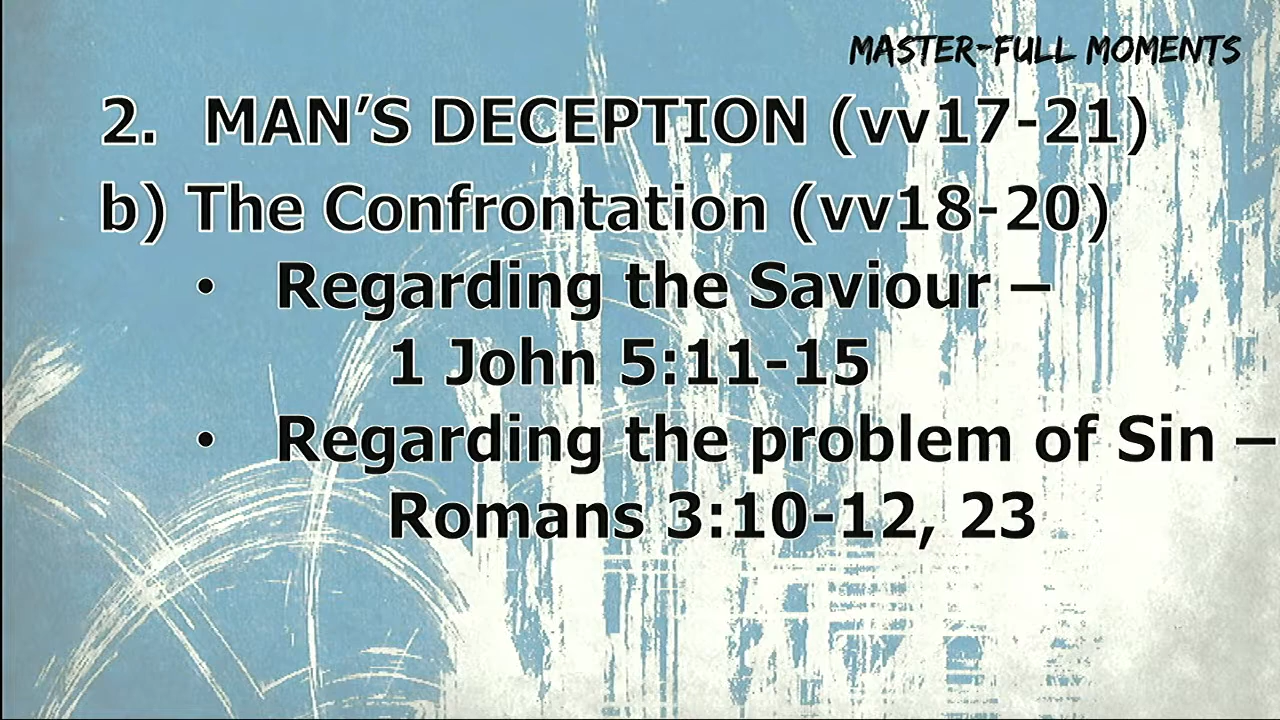 MASTER-FULL MOMENTS
2. MAN’S DECEPTION (vv17-21)
b) The Confrontation (vv18-20)
• Regarding the Saviour –
1 John 5:11-15
• Regarding the problem of Sin –
Romans 3:10-12, 23